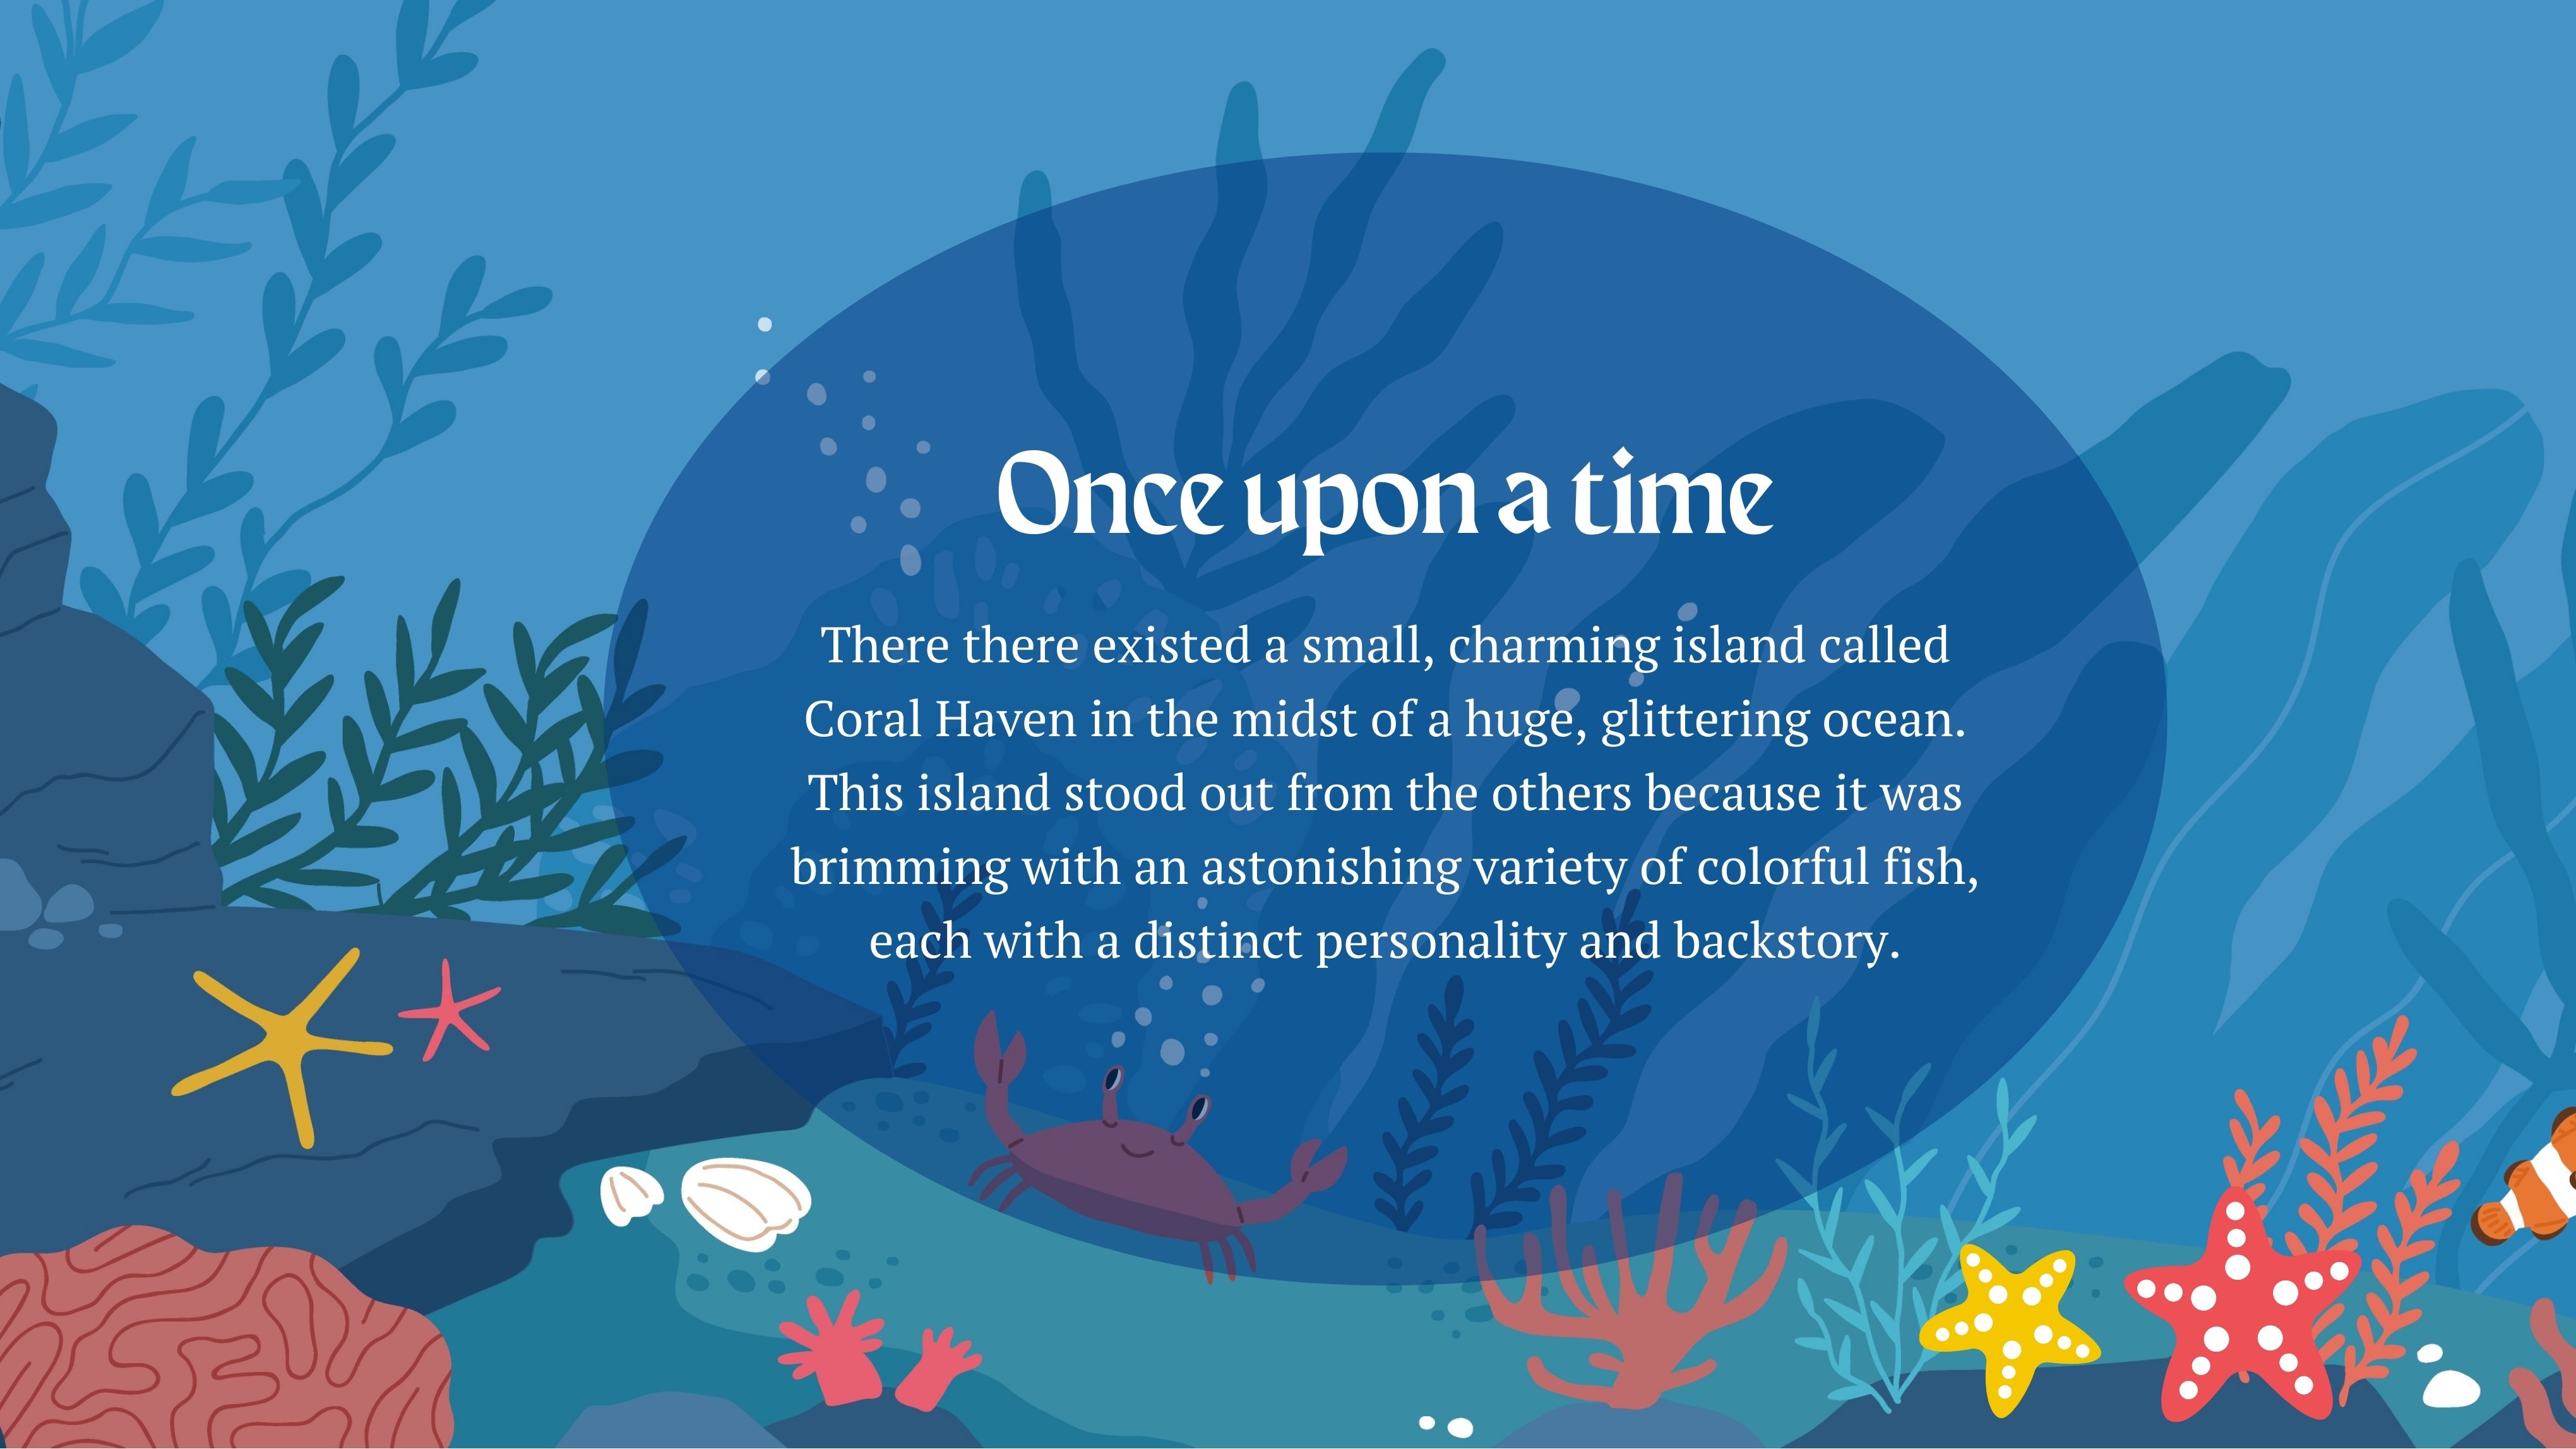 Once upon a time
There there existed a small, charming island called
Coral Haven in the midst of a huge, glittering ocean.
This island stood out from the others because it was
brimming with an astonishing variety of colorful fish,
each with a distinct personality and backstory.